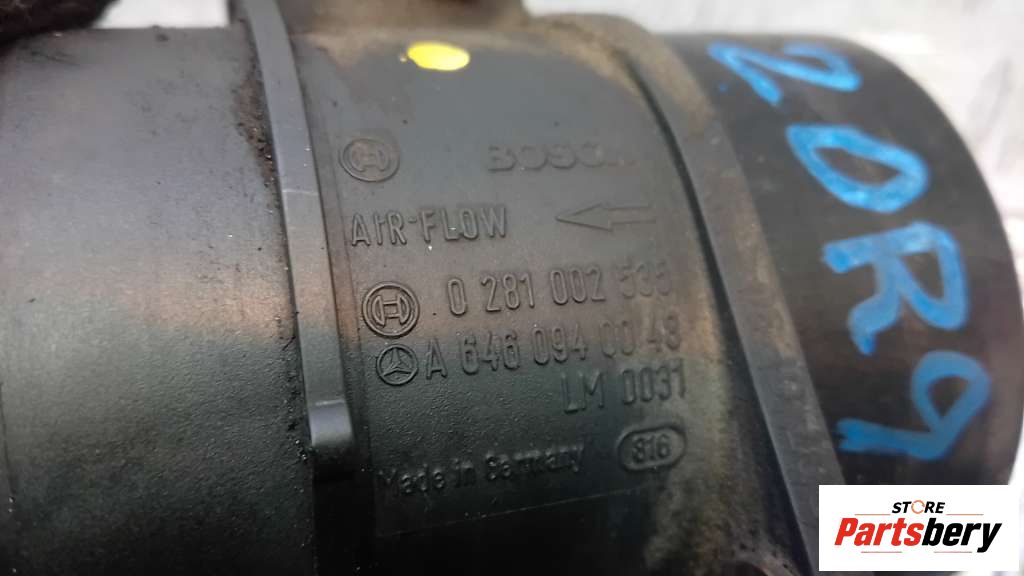 BOSCH
AIR-FLOW
0 281 002 535
A 646 094 00 48
LM 0031
Made in Germany 816
2OR9
STORE
Partsbery